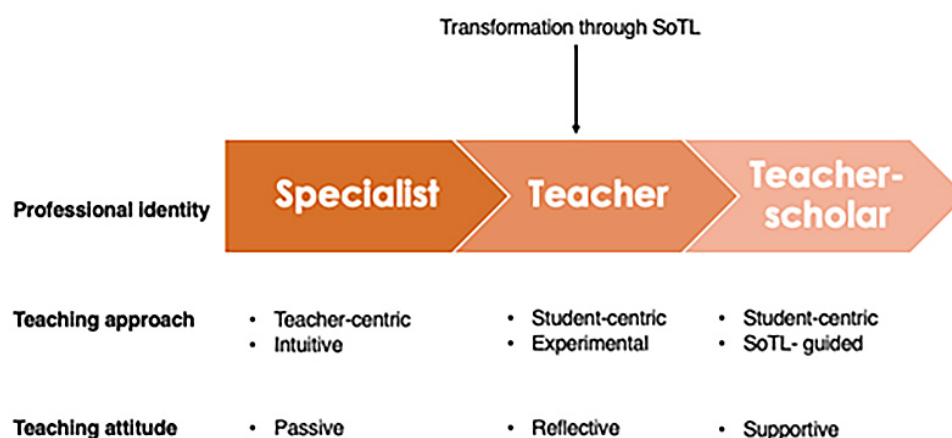 Transformation through SoTL
Professional identity
Specialist
Teacher
Teacher-
scholar
Teaching approach
• Teacher-centric
• Intuitive
• Student-centric
• Experimental
• Student-centric
• SoTL- guided
Teaching attitude
• Passive
• Reflective
• Supportive